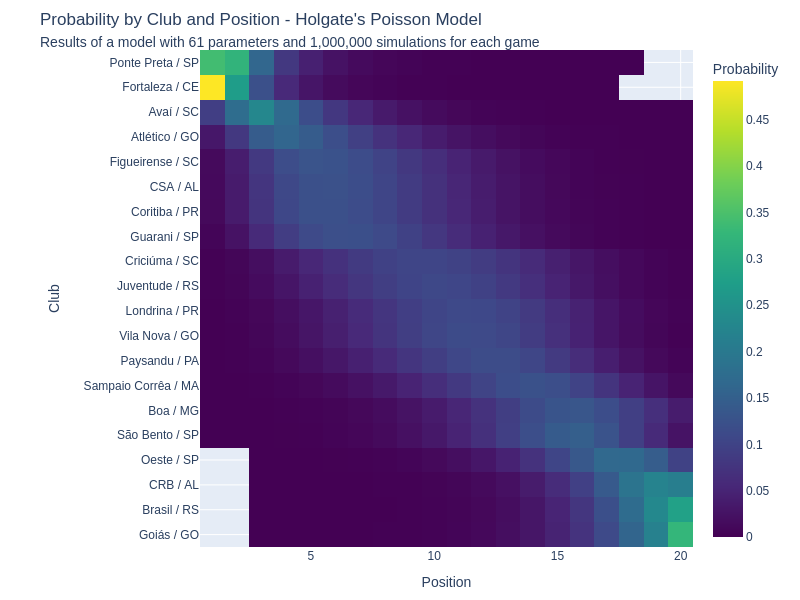 Probability by Club and Position - Holgate's Poisson Model
Results of a model with 61 parameters and 1,000,000 simulations for each game
Probability
Club
Ponte Preta / SP
Fortaleza / CE
Avaí / SC
Atlético / GO
Figueirense / SC
CSA / AL
Coritiba / PR
Guarani / SP
Criciúma / SC
Juventude / RS
Londrina / PR
Vila Nova / GO
Paysandu / PA
Sampaio Corrêa / MA
Boa / MG
São Bento / SP
Oeste / SP
CRB / AL
Brasil / RS
Goiás / GO
0.45
0.4
0.35
0.3
0.25
0.2
0.15
0.1
0.05
0
5
10
15
20
Position